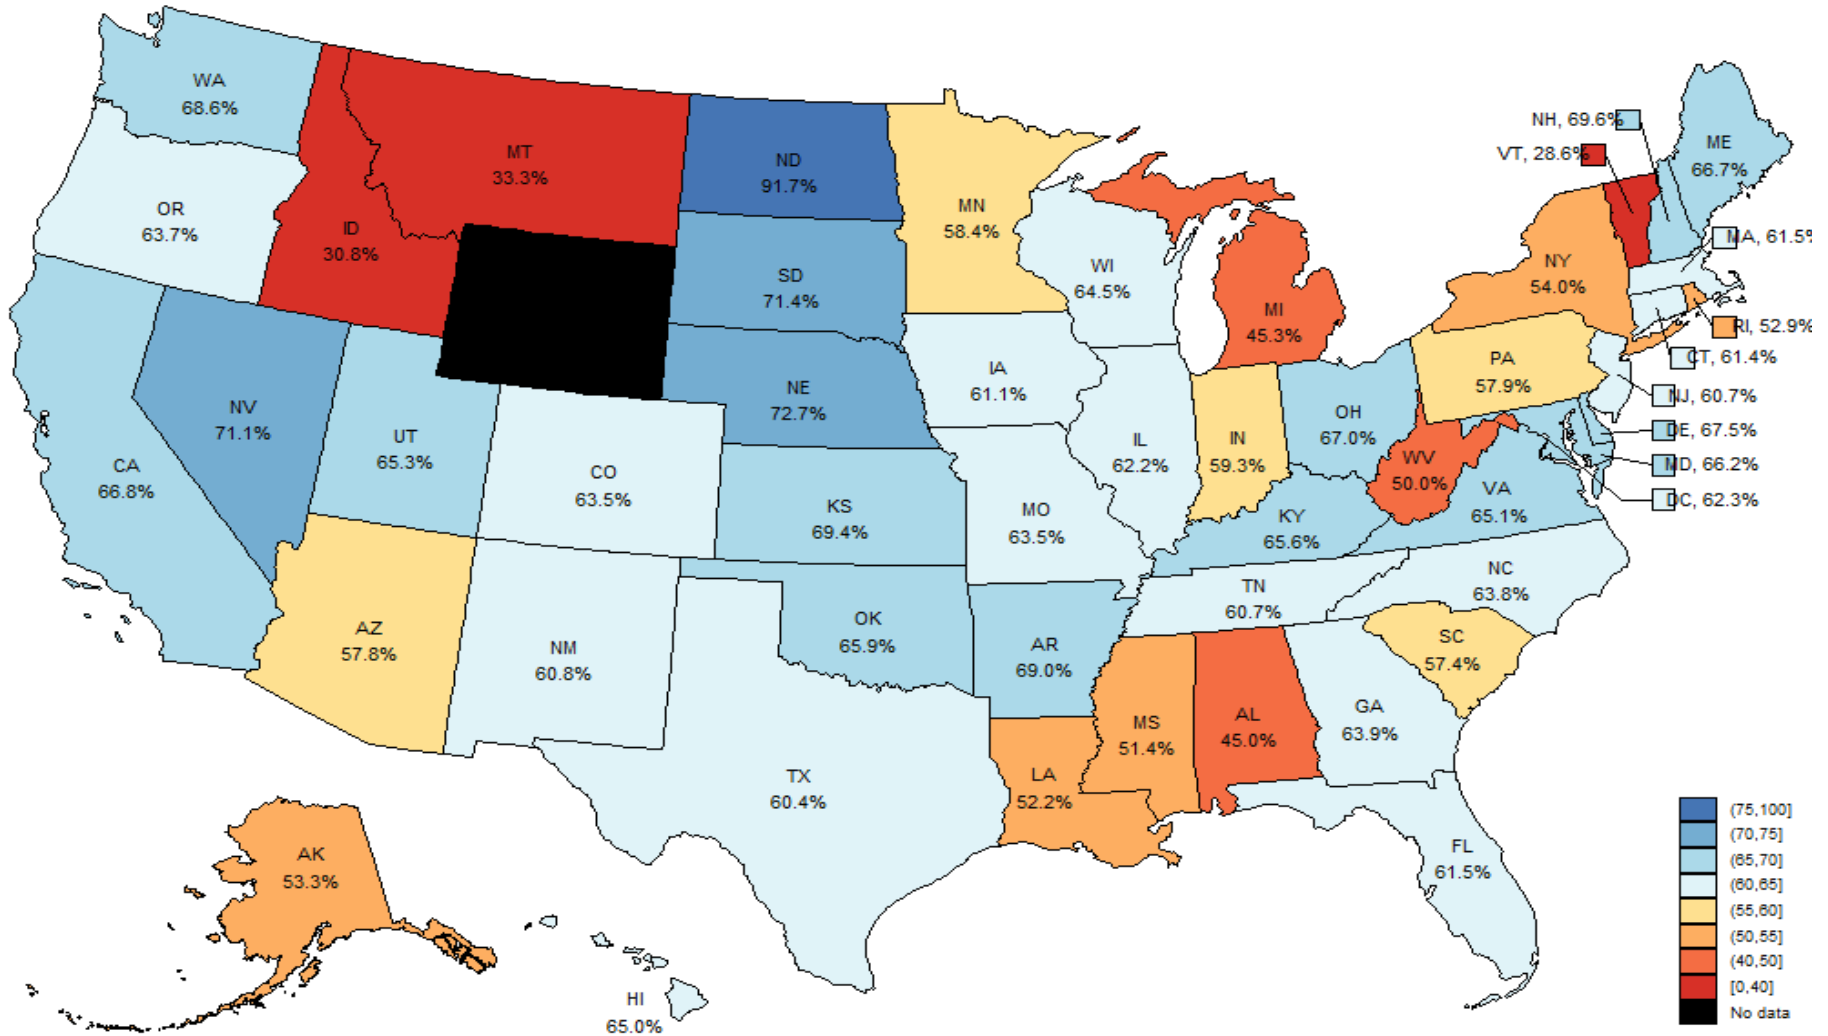 WA
68.6%
OR
63.7%
CA
66.8%
NV
71.1%
ID
30.8%
MT
33.3%
UT
65.3%
AZ
57.8%
CO
63.5%
NM
60.8%
ND
91.7%
SD
71.4%
NE
72.7%
KS
69.4%
OK
65.9%
TX
60.4%
MN
58.4%
IA
61.1%
MO
63.5%
AR
69.0%
LA
52.2%
WI
64.5%
IL
62.2%
MS
51.4%
MI
45.3%
IN
59.3%
OH
67.0%
KY
65.6%
TN
60.7%
AL
45.0%
GA
63.9%
FL
61.5%
SC
57.4%
NC
63.8%
VA
65.1%
WV
50.0%
PA
57.9%
NY
54.0%
ME
66.7%
NH, 69.6%
VT, 28.6%
MA, 61.5%
RI, 52.9%
CT, 61.4%
NJ, 60.7%
DE, 67.5%
MD, 66.2%
DC, 62.3%
AK
53.3%
HI
65.0%
(75,100]
(70,75]
(65,70]
(60,65]
(55,60]
(50,55]
(40,50]
[0,40]
No data